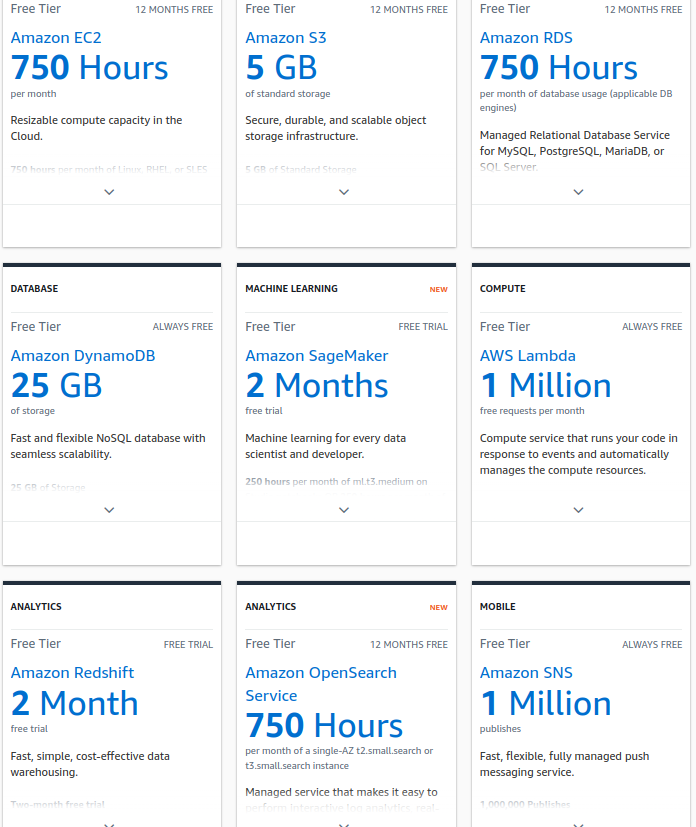 Free Tier 12 MONTHS FREE
Amazon EC2
750 Hours
per month
Resizable compute capacity in the
Cloud.
750 hours per month of Linux, RHEL, or SLES
Free Tier 12 MONTHS FREE
Amazon S3
5 GB
of standard storage
Secure, durable, and scalable object
storage infrastructure.
5 GB of Standard Storage
Free Tier 12 MONTHS FREE
Amazon RDS
750 Hours
per month of database usage (applicable DB
engines)
Managed Relational Database Service
for MySQL, PostgreSQL, MariaDB, or
SQL Server.
DATABASE
Free Tier ALWAYS FREE
Amazon DynamoDB
25 GB
of storage
Fast and flexible NoSQL database with
seamless scalability.
25 GB of Storage
MACHINE LEARNING NEW
Free Tier FREE TRIAL
Amazon SageMaker
2 Months
free trial
Machine learning for every data
scientist and developer.
250 hours per month of ml.t3.medium on
COMPUTE
Free Tier ALWAYS FREE
AWS Lambda
1 Million
free requests per month
Compute service that runs your code in
response to events and automatically
manages the compute resources.
ANALYTICS
Free Tier FREE TRIAL
Amazon Redshift
2 Month
free trial
Fast, simple, cost-effective data
warehousing.
Two-month free trial
ANALYTICS NEW
Free Tier 12 MONTHS FREE
Amazon OpenSearch
Service
750 Hours
per month of a single-AZ t2.small.search or
t3.small.search instance
Managed service that makes it easy to
perform interactive log analytics, real-
MOBILE
Free Tier ALWAYS FREE
Amazon SNS
1 Million
publishes
Fast, flexible, fully managed push
messaging service.
1,000,000 Publishes